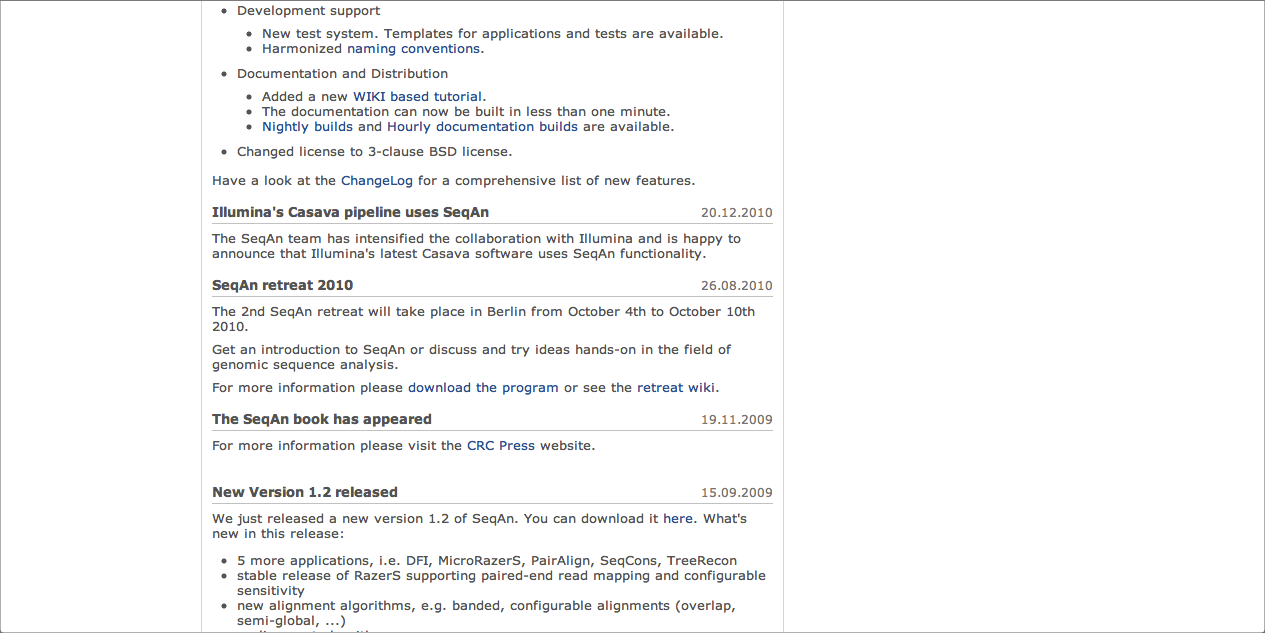 Development support
New test system. Templates for applications and tests are available.
Harmonized naming conventions.
Documentation and Distribution
Added a new WIKI based tutorial.
The documentation can now be built in less than one minute.
Nightly builds and Hourly documentation builds are available.
Changed license to 3-clause BSD license.
Have a look at the ChangeLog for a comprehensive list of new features.
Illumina's Casava pipeline uses SeqAn 20.12.2010
The SeqAn team has intensified the collaboration with Illumina and is happy to
announce that Illumina's latest Casava software uses SeqAn functionality.
SeqAn retreat 2010 26.08.2010
The 2nd SeqAn retreat will take place in Berlin from October 4th to October 10th
2010.
Get an introduction to SeqAn or discuss and try ideas hands-on in the field of
genomic sequence analysis.
For more information please download the program or see the retreat wiki.
The SeqAn book has appeared 19.11.2009
For more information please visit the CRC Press website.
New Version 1.2 released 15.09.2009
We just released a new version 1.2 of SeqAn. You can download it here. What's
new in this release:
5 more applications, i.e. DFI, MicroRazerS, PairAlign, SeqCons, TreeRecon
stable release of RazerS supporting paired-end read mapping and configurable
sensitivity
new alignment algorithms, e.g. banded, configurable alignments (overlap,
semi-global, ...)